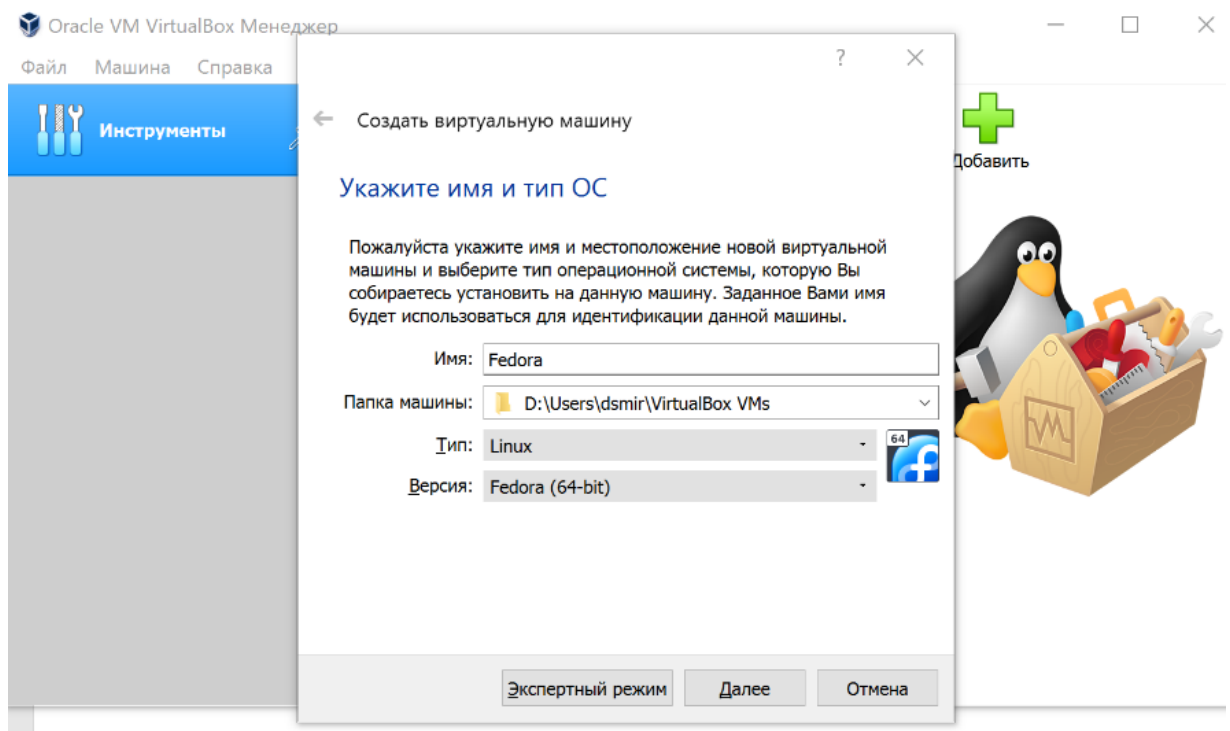 Oracle VM VirtualBox Менеджер
Файл Машина Справка
Инструменты
Добавить
?
Создать виртуальную машину
Укажите имя и тип ОС
Пожалуйста укажите имя и местоположение новой виртуальной
машины и выберите тип операционной системы, которую Вы
собираетесь установить на данную машину. Заданное Вами имя
будет использоваться для идентификации данной машины.
Имя: Fedora
Папка машины: D:\Users\dsmir\VirtualBox VMs
Тип: Linux
64
Версия: Fedora (64-bit)
Экспертный режим Далее Отмена